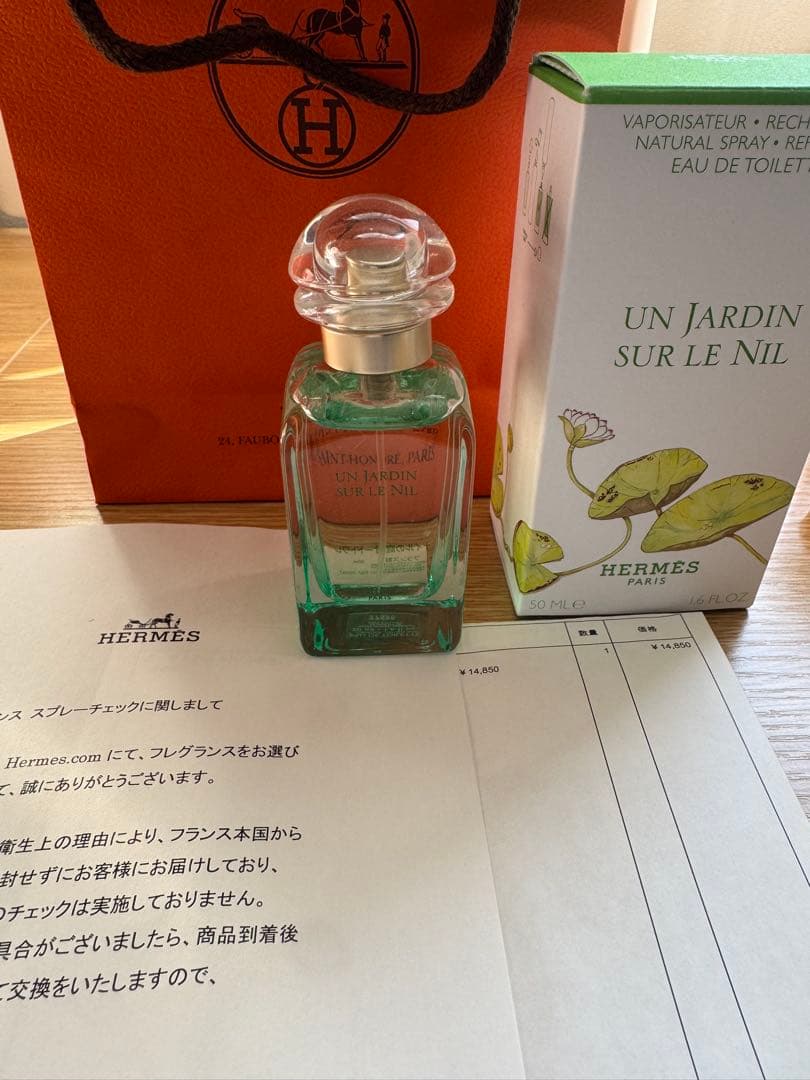 H
24, FAUBO
VAPORISATEUR • RECH
NATURAL SPRAY • REF
EAU DE TOILETT
UN JARDIN
SUR LE NIL
HERMÈS
PARIS
50 ML e
1.6 FL.OZ
SAINT-HONORÉ, PARIS
UN JARDIN
SUR LE NIL
PARIS
HERMÈS
ンス スプレーチェックに関しまして
Hermes.com にて、フレグランスをお選び
て、誠にありがとうございます。
衛生上の理由により、フランス本国から
封せずにお客様にお届けしており、
のチェックは実施しておりません。
具合がございましたら、商品到着後
て交換をいたしますので、
数量 価格
¥ 14,850 1 ¥ 14,850